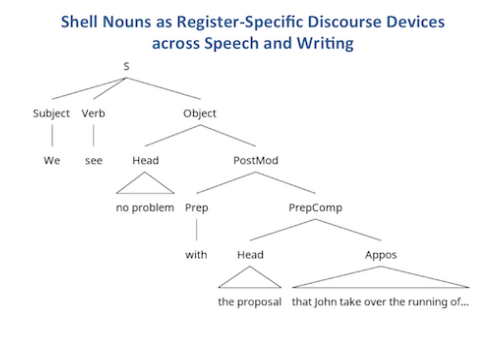 Shell Nouns as Register-Specific Discourse Devices
across Speech and Writing
S
Subject Verb Object
We see Head PostMod
no problem Prep PrepComp
with Head Appos
the proposal that John take over the running of...